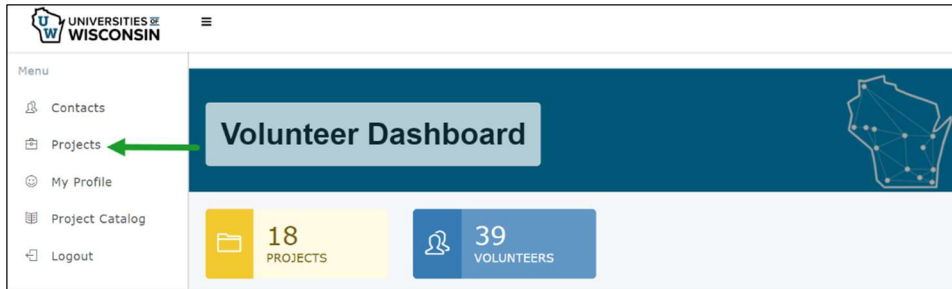 UNIVERSITIES OF
WISCONSIN
Menu
Contacts
Projects
My Profile
Project Catalog
Logout
Volunteer Dashboard
18
PROJECTS
39
VOLUNTEERS